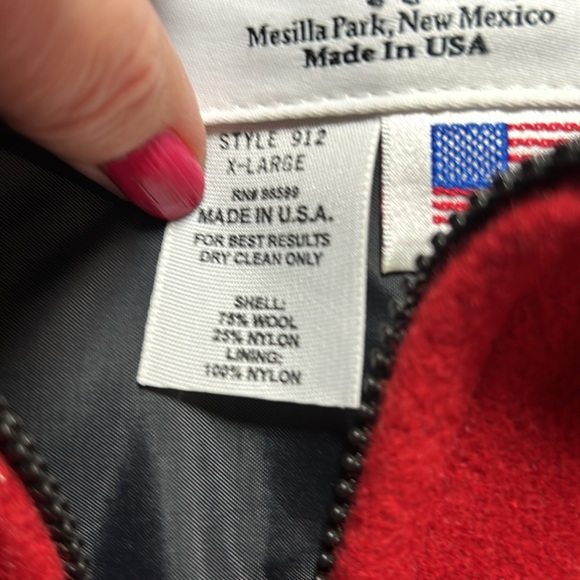 Mesilla Park, New Mexico
Made In USA
STYLE 912
X-LARGE
RN#
MADE IN U.S.A.
FOR BEST RESULTS
DRY CLEAN ONLY
SHELL:
75% WOOL
25% NYLON
LINING:
100% NYLON